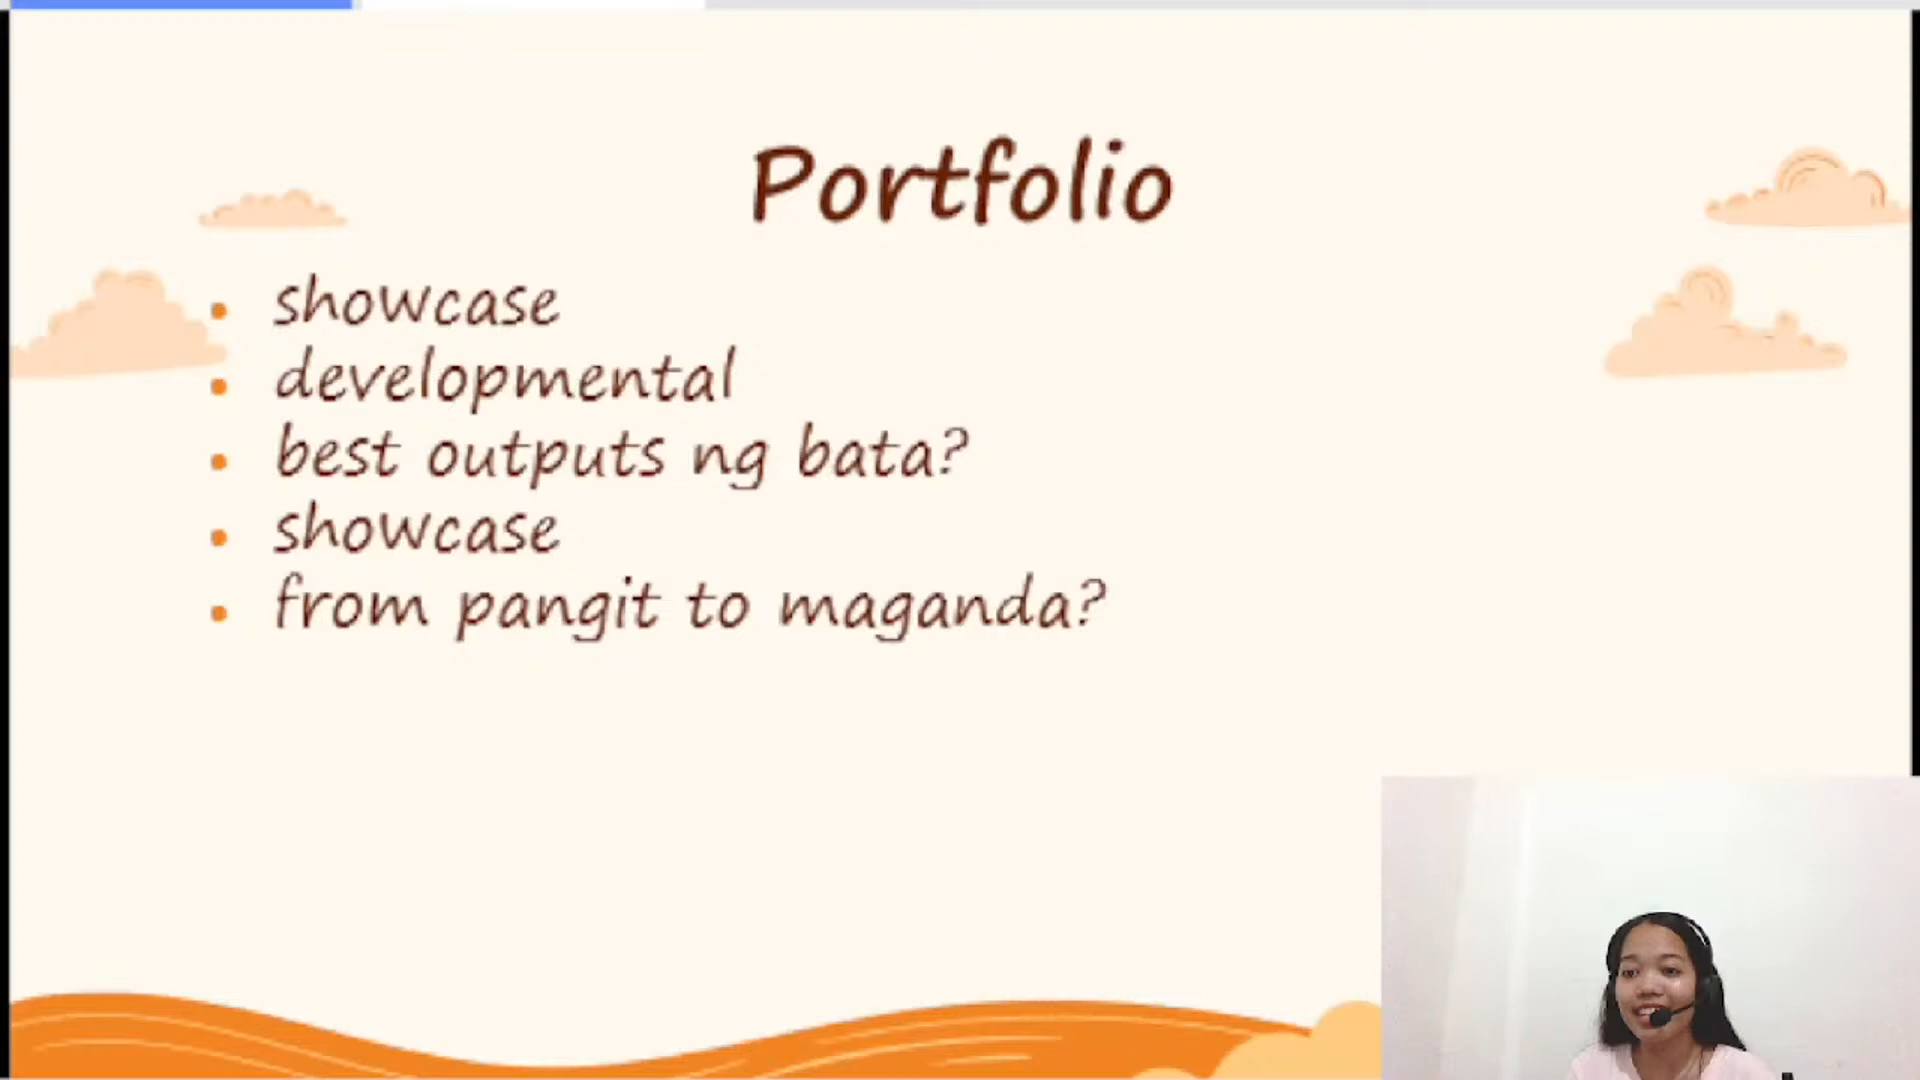 Portfolio
showcase
developmental
best outputs ng bata?
showcase
from pangit to maganda?